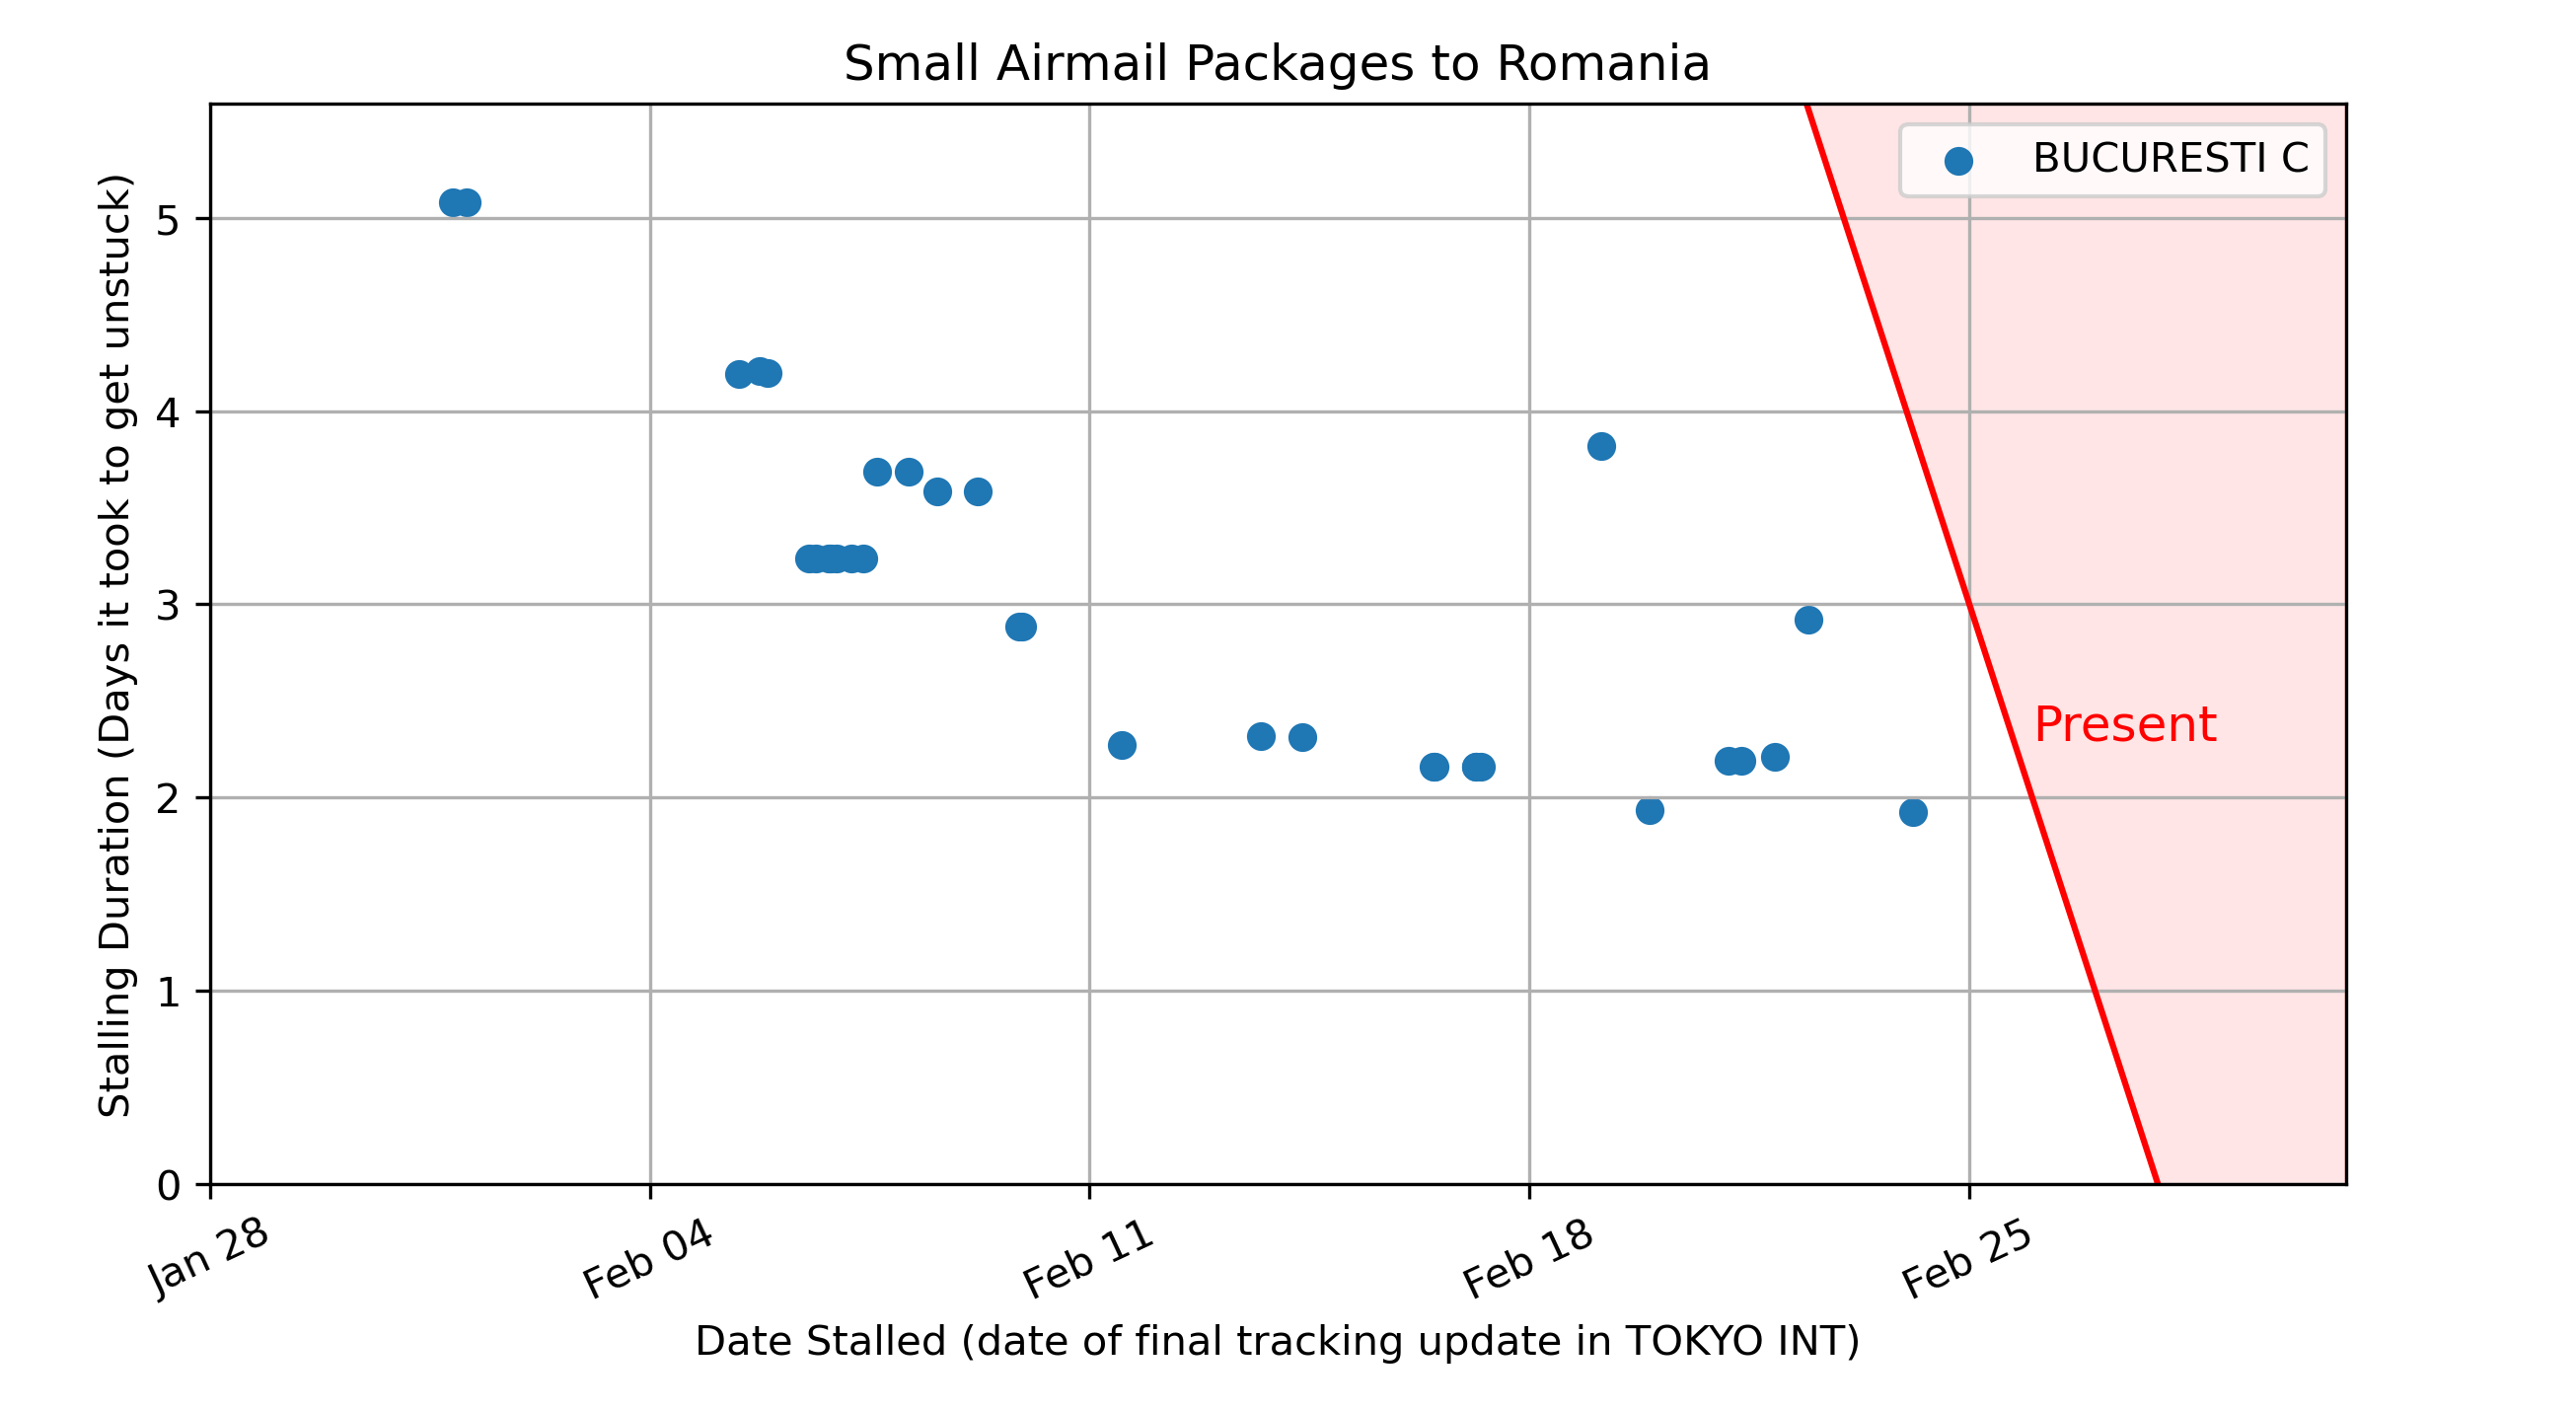 Small Airmail Packages to Romania
BUCURESTI C
Present
Stalling Duration (Days it took to get unstuck)
5
4
3
2
1
0
Jan 28
Feb 04
Feb 11
Feb 18
Feb 25
Date Stalled (date of final tracking update in TOKYO INT)